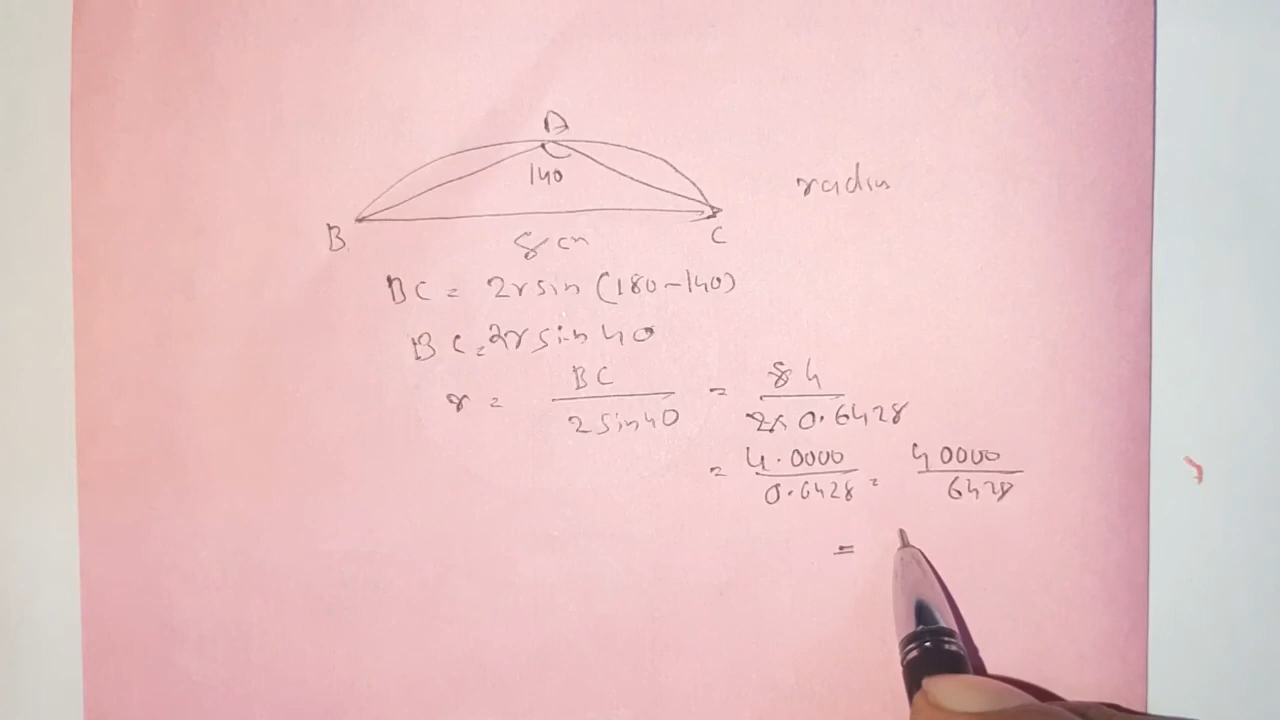 A
140
radius
B
8 cm
C
BC = 2r sin (180-140)
BC = 2r sin 40
r = BC / 2 sin 40 = 8 4 / 2x 0.6428
= 4.0000 / 0.6428 = 40000 / 6428
=